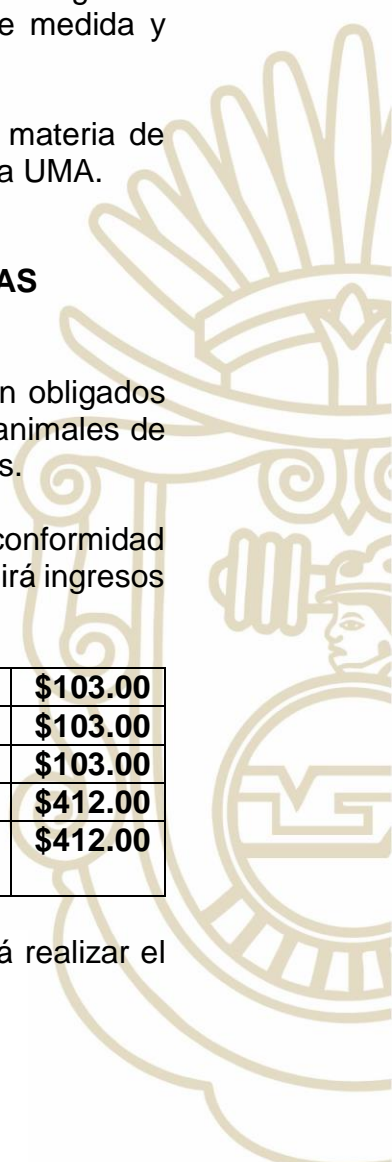 e medida y
materia de
a UMA.
AS
n obligados
animales de
s.
conformidad
irá ingresos
$103.00
$103.00
$103.00
$412.00
$412.00
á realizar el